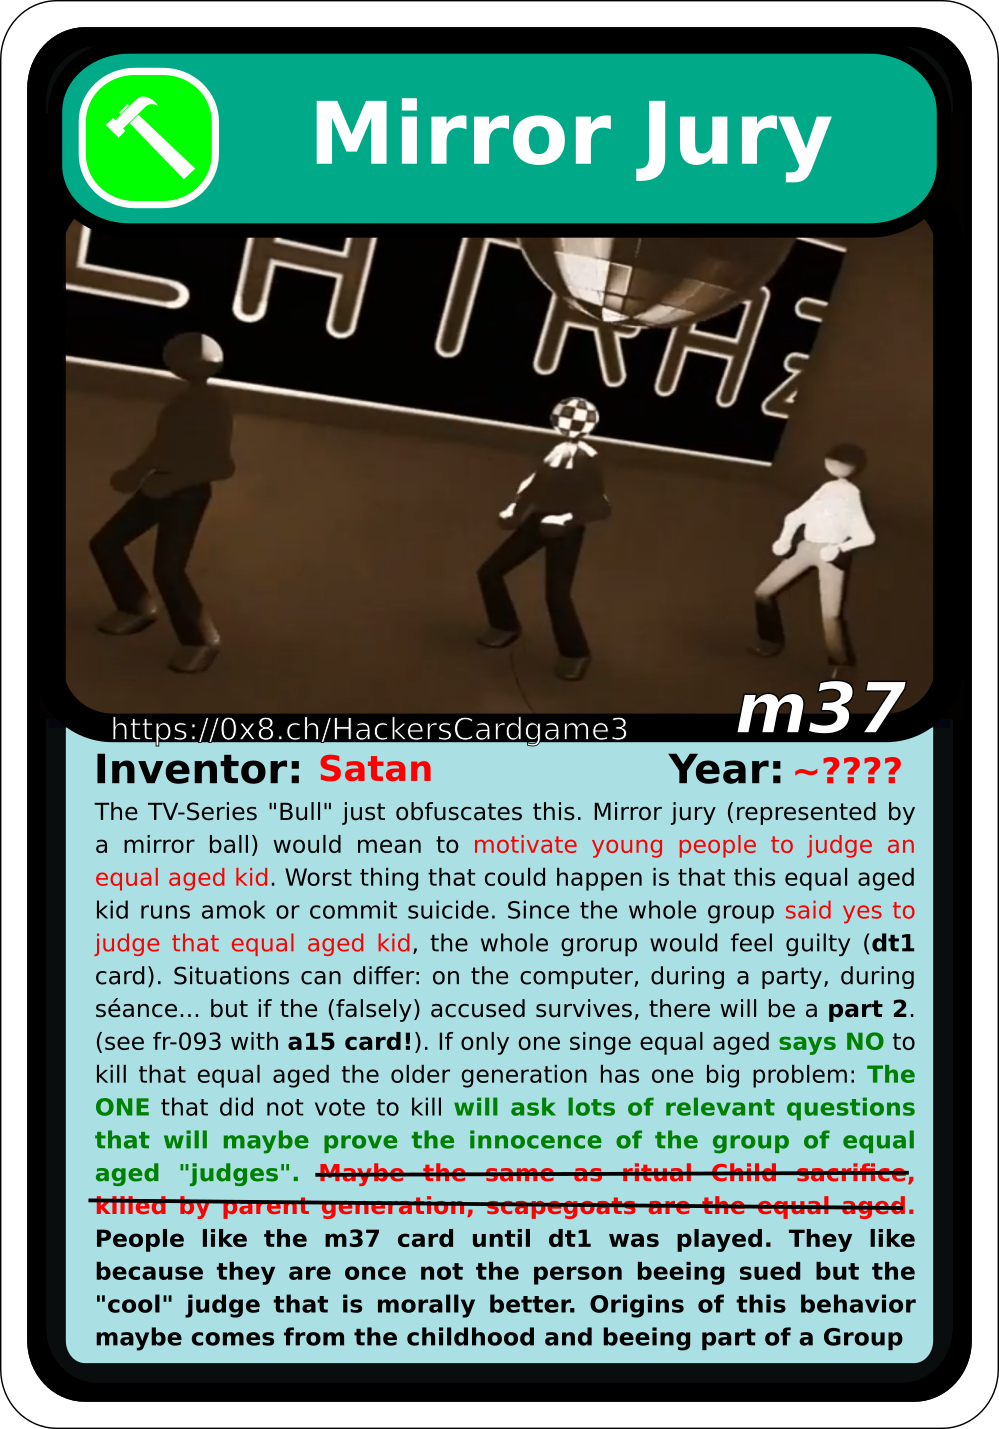 Mirror Jury
m37
https://0x8.ch/HackersCardgame3
Inventor: Satan Year: ~????
The TV-Series "Bull" just obfuscates this. Mirror jury (represented by
a mirror ball) would mean to motivate young people to judge an
equal aged kid. Worst thing that could happen is that this equal aged
kid runs amok or commit suicide. Since the whole group said yes to
judge that equal aged kid, the whole grorup would feel guilty (dt1
card). Situations can differ: on the computer, during a party, during
séance... but if the (falsely) accused survives, there will be a part 2.
(see fr-093 with a15 card!). If only one singe equal aged says NO to
kill that equal aged the older generation has one big problem: The
ONE that did not vote to kill will ask lots of relevant questions
that will maybe prove the innocence of the group of equal
aged "judges". Maybe the same as ritual Child sacrifice,
killed by parent generation, scapegoats are the equal aged.
People like the m37 card until dt1 was played. They like
because they are once not the person beeing sued but the
"cool" judge that is morally better. Origins of this behavior
maybe comes from the childhood and beeing part of a Group